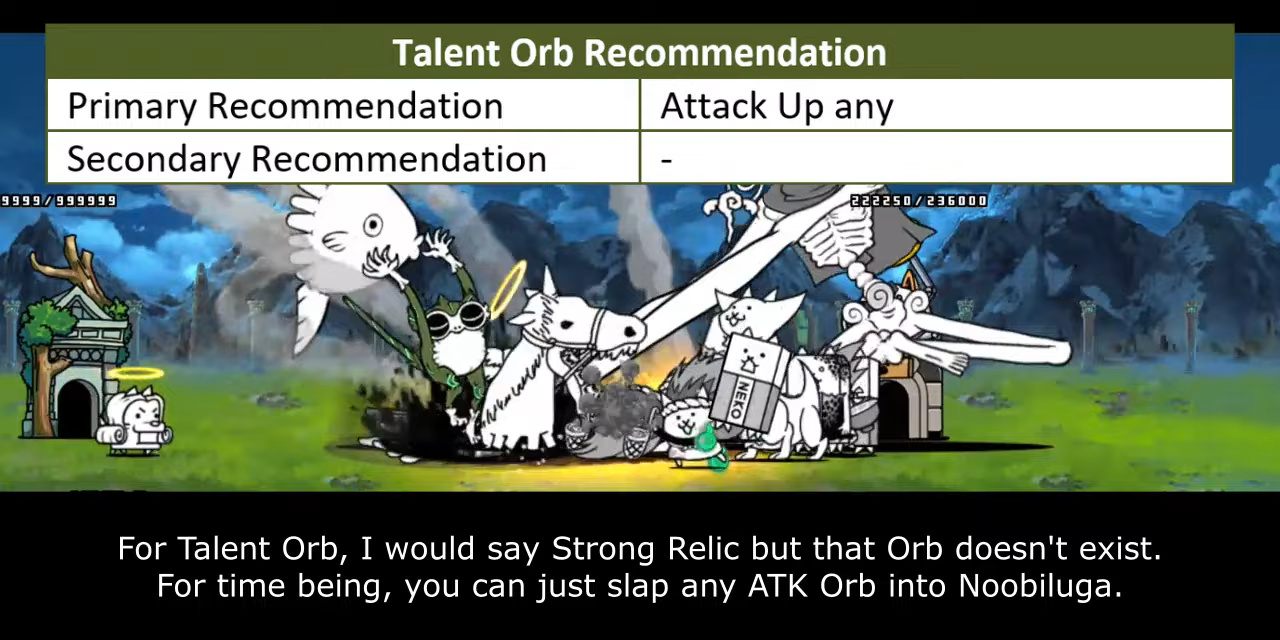 Talent Orb Recommendation
Primary Recommendation Attack Up any
Secondary Recommendation -
9999/999999 222250/236000
NEKO
For Talent Orb, I would say Strong Relic but that Orb doesn't exist.
For time being, you can just slap any ATK Orb into Noobiluga.